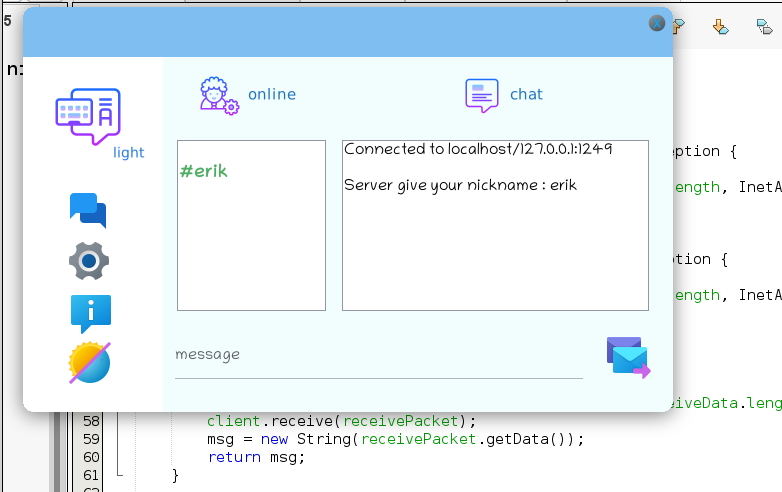 5
ni
light
online
chat
#erik
Connected to localhost/127.0.0.1:1249
Server give your nickname : erik
message
ption {
ength, InetA
tion {
ength, InetA
eiveData.leng
58 client.receive(receivePacket);
59 msg = new String(receivePacket.getData());
60 return msg;
61 }